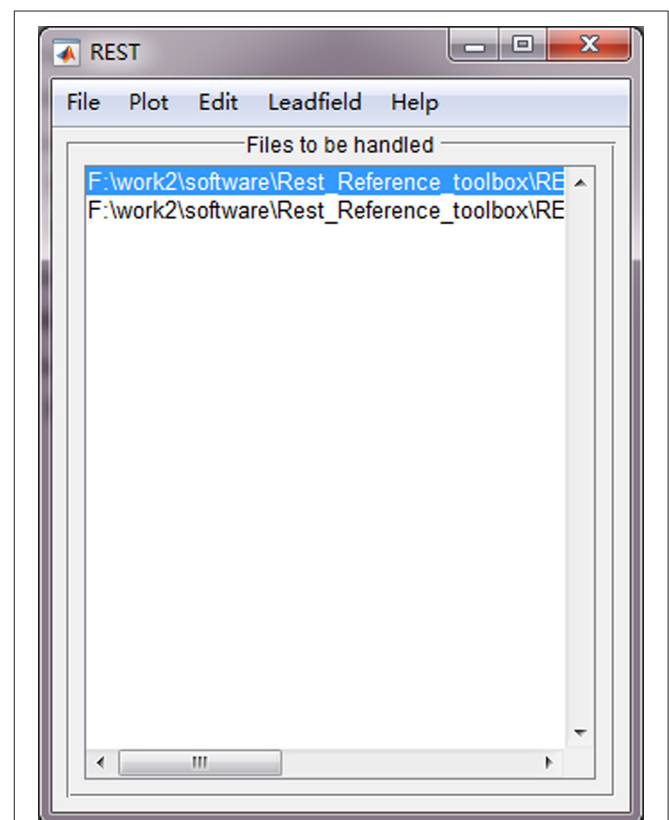 REST
File Plot Edit Leadfield Help
Files to be handled
F:\work2\software\Rest_Reference_toolbox\RE
F:\work2\software\Rest_Reference_toolbox\RE